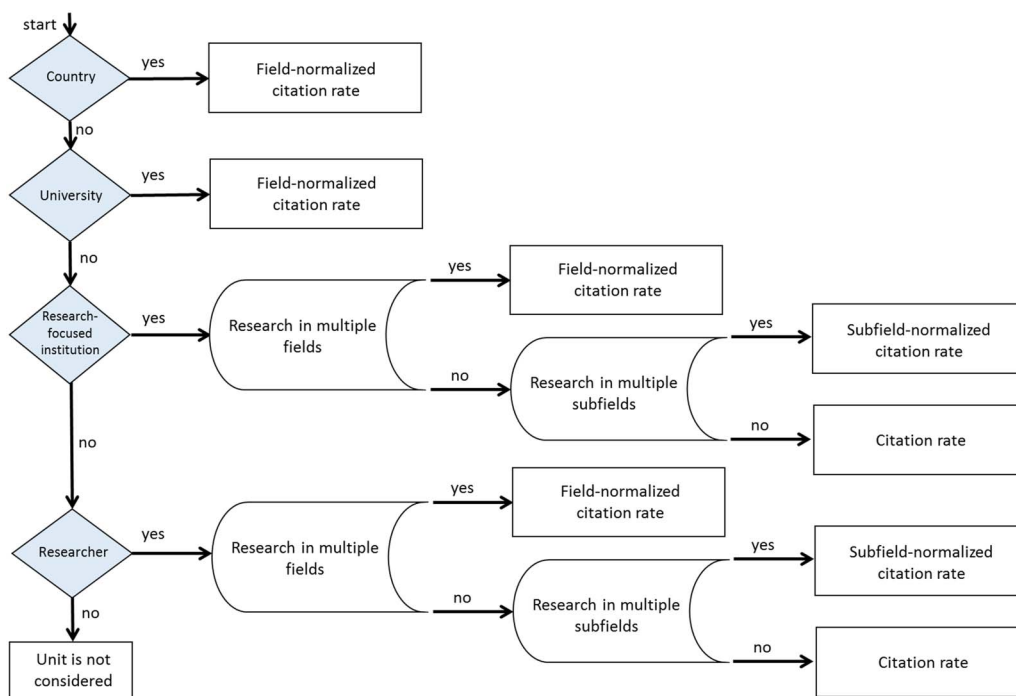 start
Country
yes
Field-normalized
citation rate
no
University
yes
Field-normalized
citation rate
no
Research-
focused
institution
yes
Research in multiple
fields
yes
Field-normalized
citation rate
no
Research in multiple
subfields
yes
Subfield-normalized
citation rate
no
Citation rate
no
Researcher
yes
Research in multiple
fields
yes
Field-normalized
citation rate
no
Research in multiple
subfields
yes
Subfield-normalized
citation rate
no
Citation rate
no
Unit is not
considered